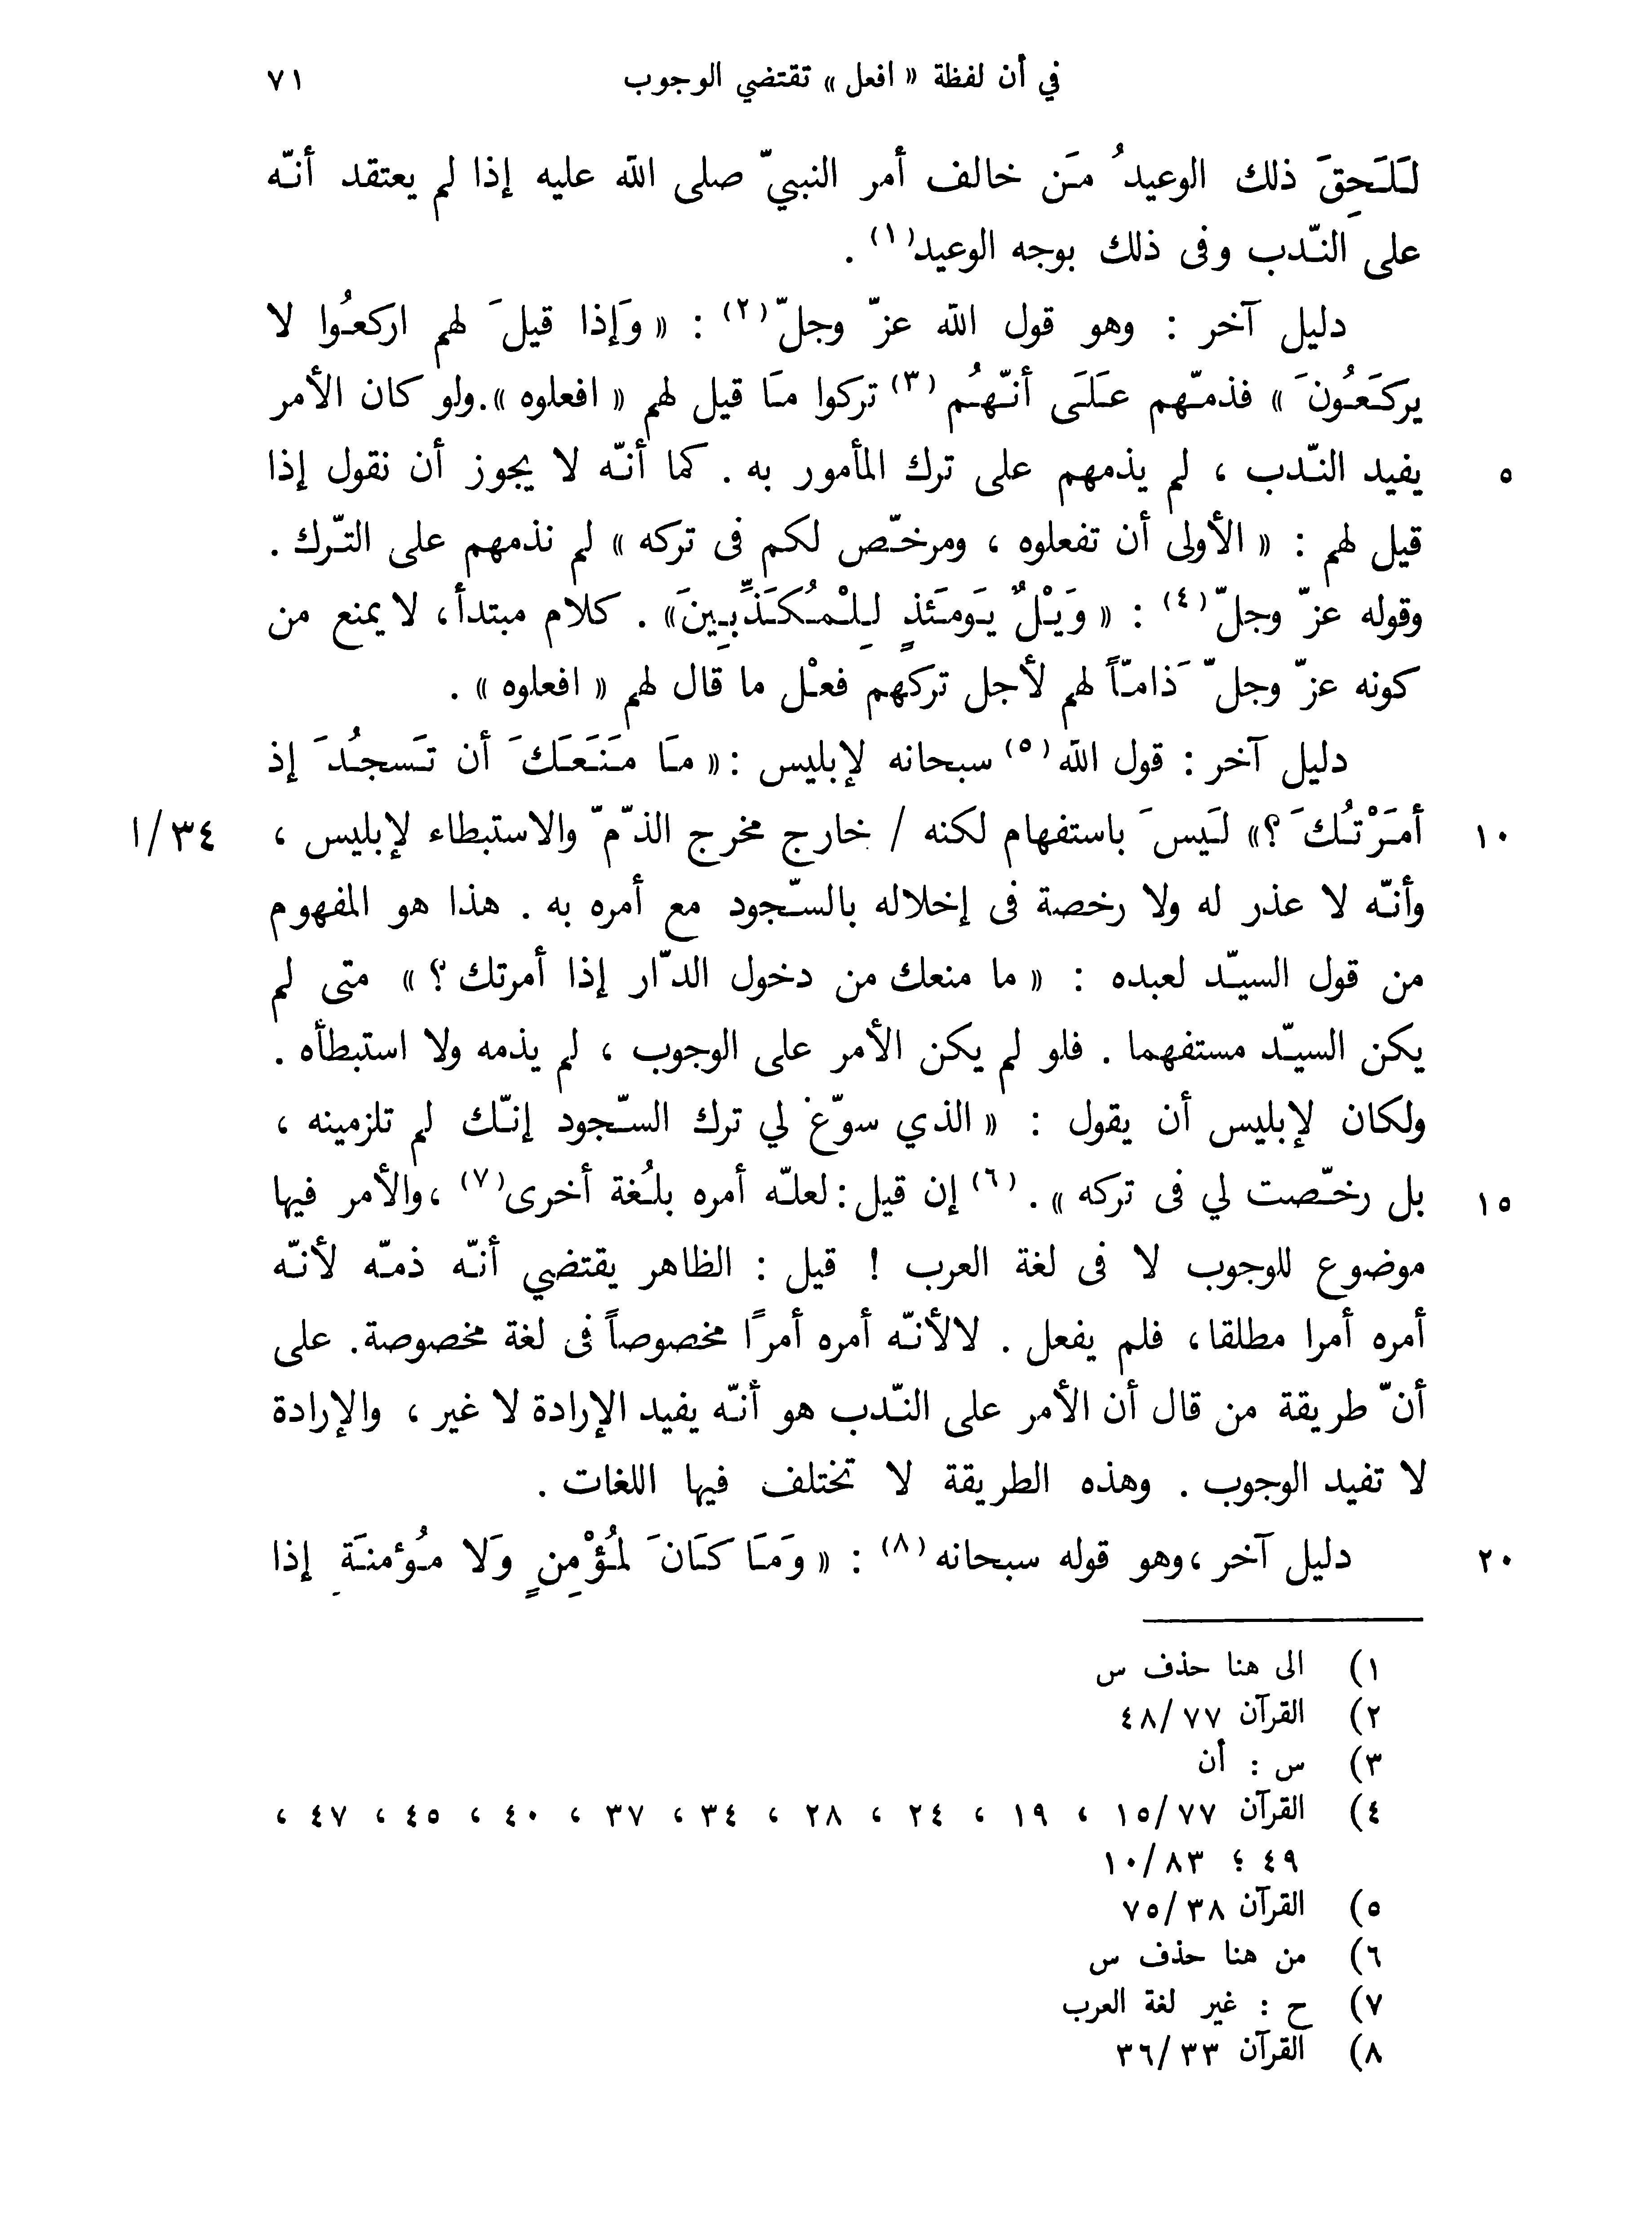 في أن لفظة « افعل » تقتضي الوجوب ٧١
لَلَحِقَ ذلك الوعيدُ مَن خالف أمر النبيّ صلى الله عليه إذا لم يعتقد أنّه
على النّدب وفى ذلك بوجه الوعيد(١) .
دليل آخر : وهو قول الله عزّ وجلّ(٢) : « وَإذا قيلَ لهم اركعُوا لا
يركَعُونَ » فذمّهم عَلَى أنّهُم (٣) تركوا مَا قيل لهم « افعلوه ».ولو كان الأمر
٥ يفيد النّدب ، لم يذمهم على ترك المأمور به . كما أنّه لا يجوز أن نقول إذا
قيل لهم : « الأولى أن تفعلوه ، ومرخّص لكم فى تركه » لم نذمهم على التّرك .
وقوله عزّ وجلّ(٤) : « وَيْلٌ يَومَئذٍ لِلْمُكَذِّبِينَ» . كلام مبتدأ، لا يمنع من
كونه عزّ وجلّ ذَامّاً لهم لأجل تركهم فعْل ما قال لهم « افعلوه » .
دليل آخر : قول الله(٥) سبحانه لإبليس :« مَا مَنَعَكَ أن تَسجُدَ إذ
١٠ أمَرْتُكَ ؟» لَيسَ باستفهام لكنه / خارج مخرج الذّمّ والاستبطاء لإبليس ، ٣٤/ا
وأنّه لا عذر له ولا رخصة فى إخلاله بالسّجود مع أمره به . هذا هو المفهوم
من قول السيّد لعبده : « ما منعك من دخول الدّار إذا أمرتك ؟ » متى لم
يكن السيّد مستفهما . فلو لم يكن الأمر على الوجوب ، لم يذمه ولا استبطأه .
ولكان لإبليس أن يقول : « الذي سوّغ لي ترك السّجود إنّك لم تلزمينه ،
١٥ بل رخّصت لي فى تركه » . (٦) إن قيل : لعلّه أمره بلُغة أخرى(٧) ،والأمر فيها
موضوع للوجوب لا فى لغة العرب ! قيل : الظاهر يقتضي أنّه ذمّه لأنّه
أمره أمرا مطلقا، فلم يفعل . لالأنّه أمره أمرًا مخصوصاً فى لغة مخصوصة. على
أنّ طريقة من قال أن الأمر على النّدب هو أنّه يفيد الإرادة لا غير ، والإرادة
لا تفيد الوجوب . وهذه الطريقة لا تختلف فيها اللغات .
٢٠ دليل آخر ،وهو قوله سبحانه(٨) : « وَمَا كَانَ لمُؤْمِنٍ وَلا مُؤمنَةِ إذا
١) الى هنا حذف س
٢) القرآن ٤٨/٧٧
٣) س : أن
٤) القرآن ١٥/٧٧ ، ١٩ ، ٢٤ ، ٢٨ ، ٣٤ ، ٣٧ ، ٤٠ ، ٤٥ ، ٤٧ ،
٤٩ ؛ ١٠/٨٣
٥) القرآن ٧٥/٣٨
٦) من هنا حذف س
٧) ح : غير لغة العرب
٨) القرآن ٣٦/٣٣